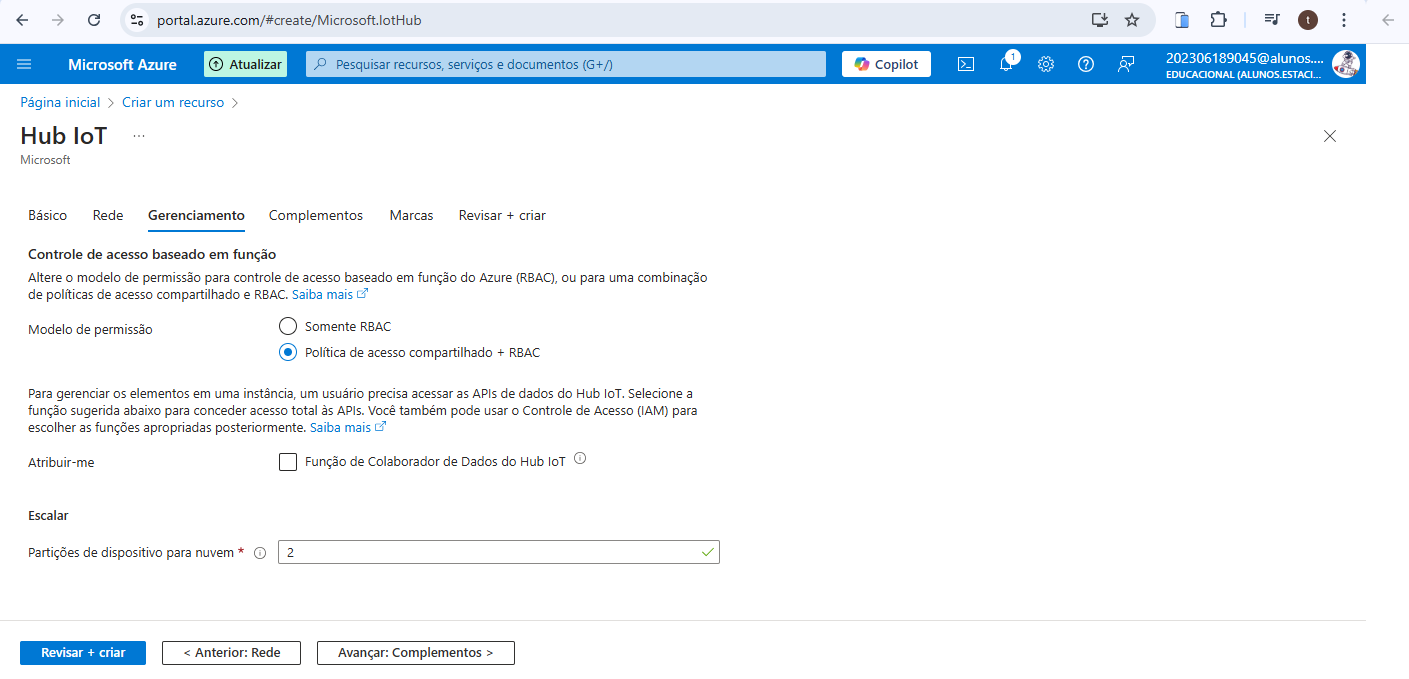 portal.azure.com/#create/Microsoft.IotHub
t
Microsoft Azure
Atualizar
Pesquisar recursos, serviços e documentos (G+/)
Copilot
1
202306189045@alunos....
EDUCACIONAL (ALUNOS.ESTACI...
Página inicial > Criar um recurso >
Hub IoT ...
Microsoft
Básico Rede Gerenciamento Complementos Marcas Revisar + criar
Controle de acesso baseado em função
Altere o modelo de permissão para controle de acesso baseado em função do Azure (RBAC), ou para uma combinação
de políticas de acesso compartilhado e RBAC. Saiba mais
Modelo de permissão
Somente RBAC
Política de acesso compartilhado + RBAC
Para gerenciar os elementos em uma instância, um usuário precisa acessar as APIs de dados do Hub IoT. Selecione a
função sugerida abaixo para conceder acesso total às APIs. Você também pode usar o Controle de Acesso (IAM) para
escolher as funções apropriadas posteriormente. Saiba mais
Atribuir-me
Função de Colaborador de Dados do Hub IoT
Escalar
Partições de dispositivo para nuvem * 2
Revisar + criar
< Anterior: Rede
Avançar: Complementos >